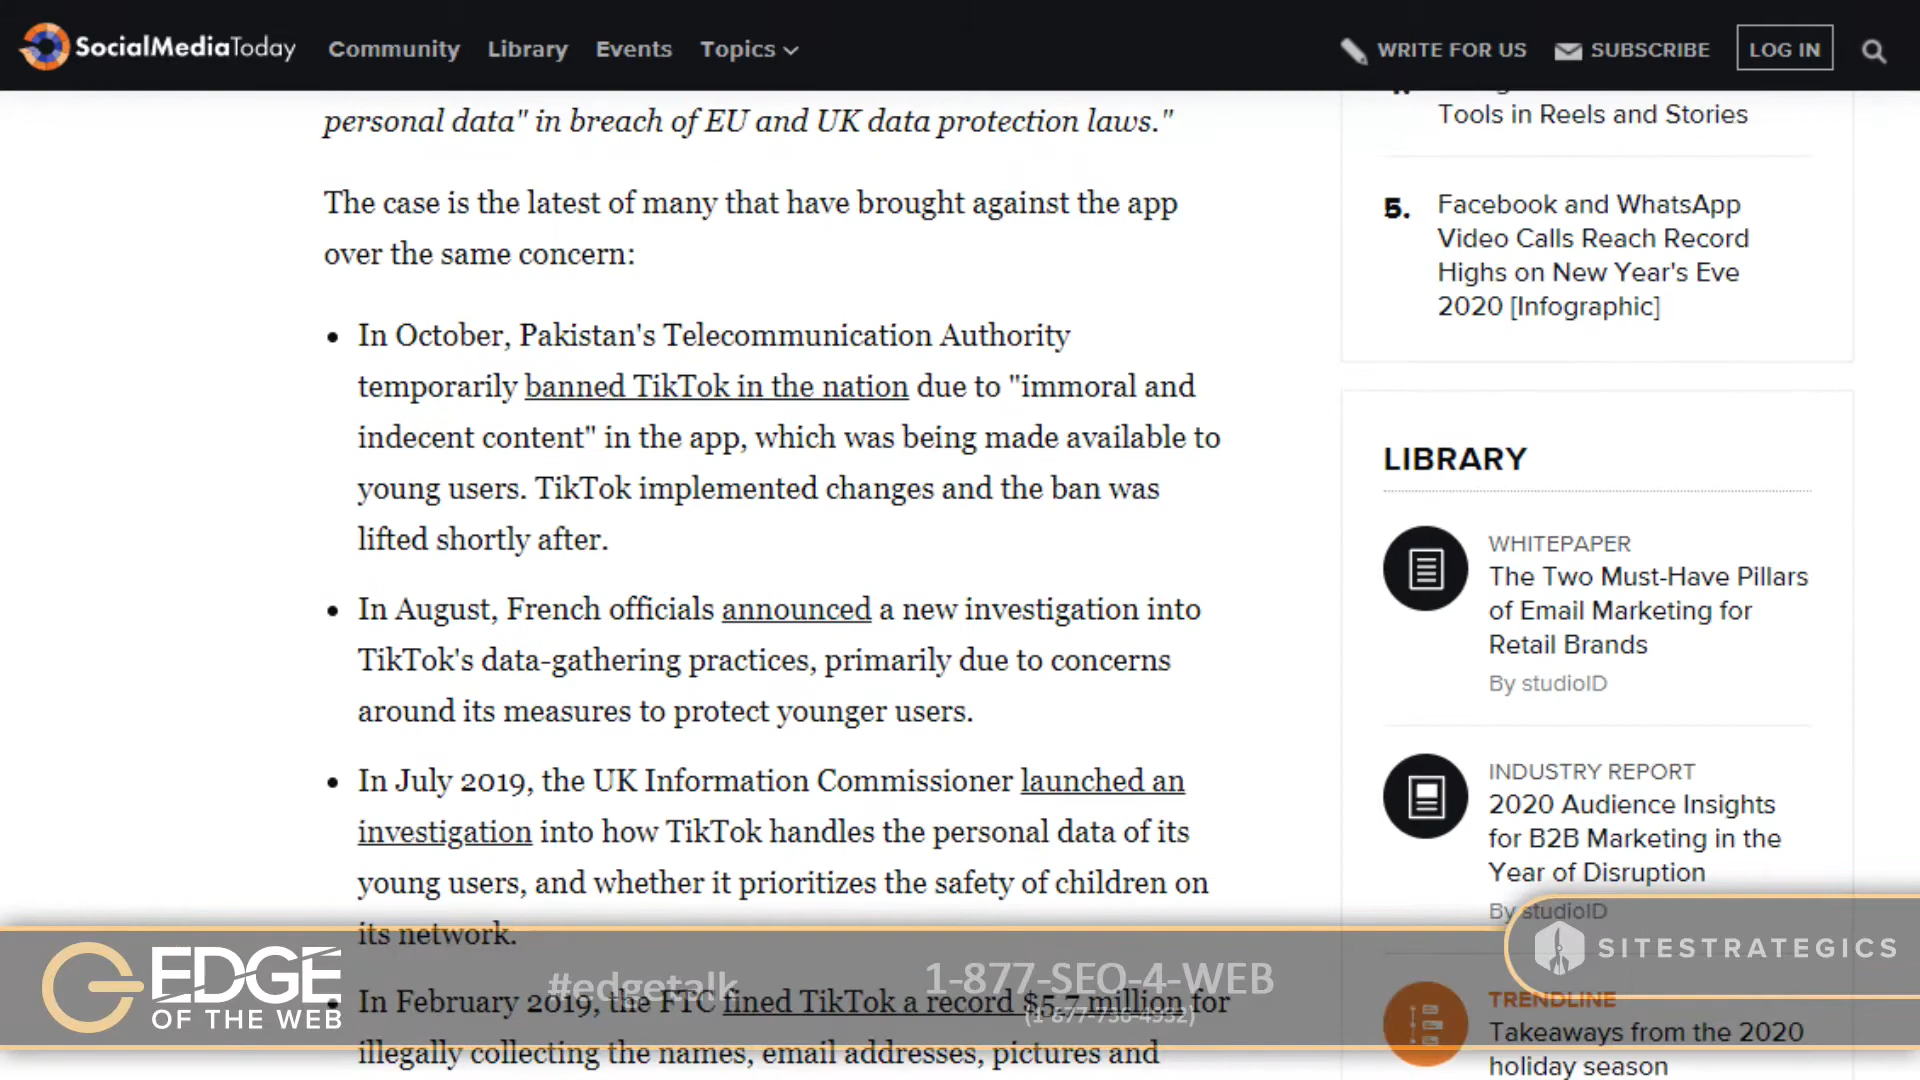 SocialMediaToday Community Library Events Topics WRITE FOR US SUBSCRIBE LOG IN
personal data" in breach of EU and UK data protection laws."
The case is the latest of many that have brought against the app
over the same concern:
• In October, Pakistan's Telecommunication Authority
temporarily banned TikTok in the nation due to "immoral and
indecent content" in the app, which was being made available to
young users. TikTok implemented changes and the ban was
lifted shortly after.
• In August, French officials announced a new investigation into
TikTok's data-gathering practices, primarily due to concerns
around its measures to protect younger users.
• In July 2019, the UK Information Commissioner launched an
investigation into how TikTok handles the personal data of its
young users, and whether it prioritizes the safety of children on
its network.
• In February 2019, the FTC fined TikTok a record $5.7 million for
illegally collecting the names, email addresses, pictures and
Tools in Reels and Stories
5. Facebook and WhatsApp
Video Calls Reach Record
Highs on New Year's Eve
2020 [Infographic]
LIBRARY
WHITEPAPER
The Two Must-Have Pillars
of Email Marketing for
Retail Brands
By studioID
INDUSTRY REPORT
2020 Audience Insights
for B2B Marketing in the
Year of Disruption
By studioID
TRENDLINE
Takeaways from the 2020
holiday season
EDGE
OF THE WEB
#edgetalk
1-877-SEO-4-WEB
(1-877-736-4932)
SITESTRATEGICS